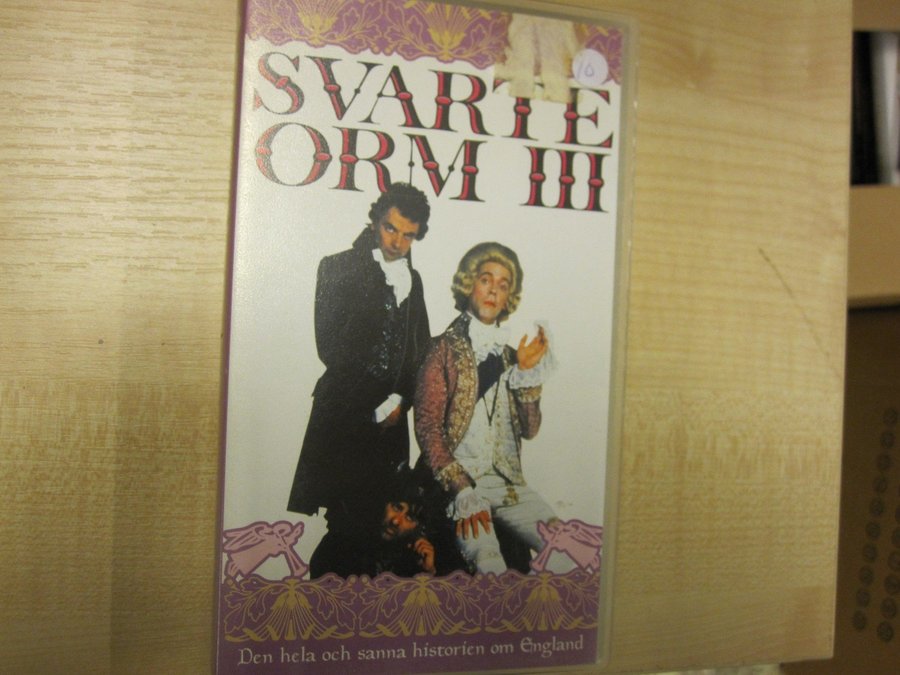 SVARTE
ORM III
10
Den hela och sanna historien om England